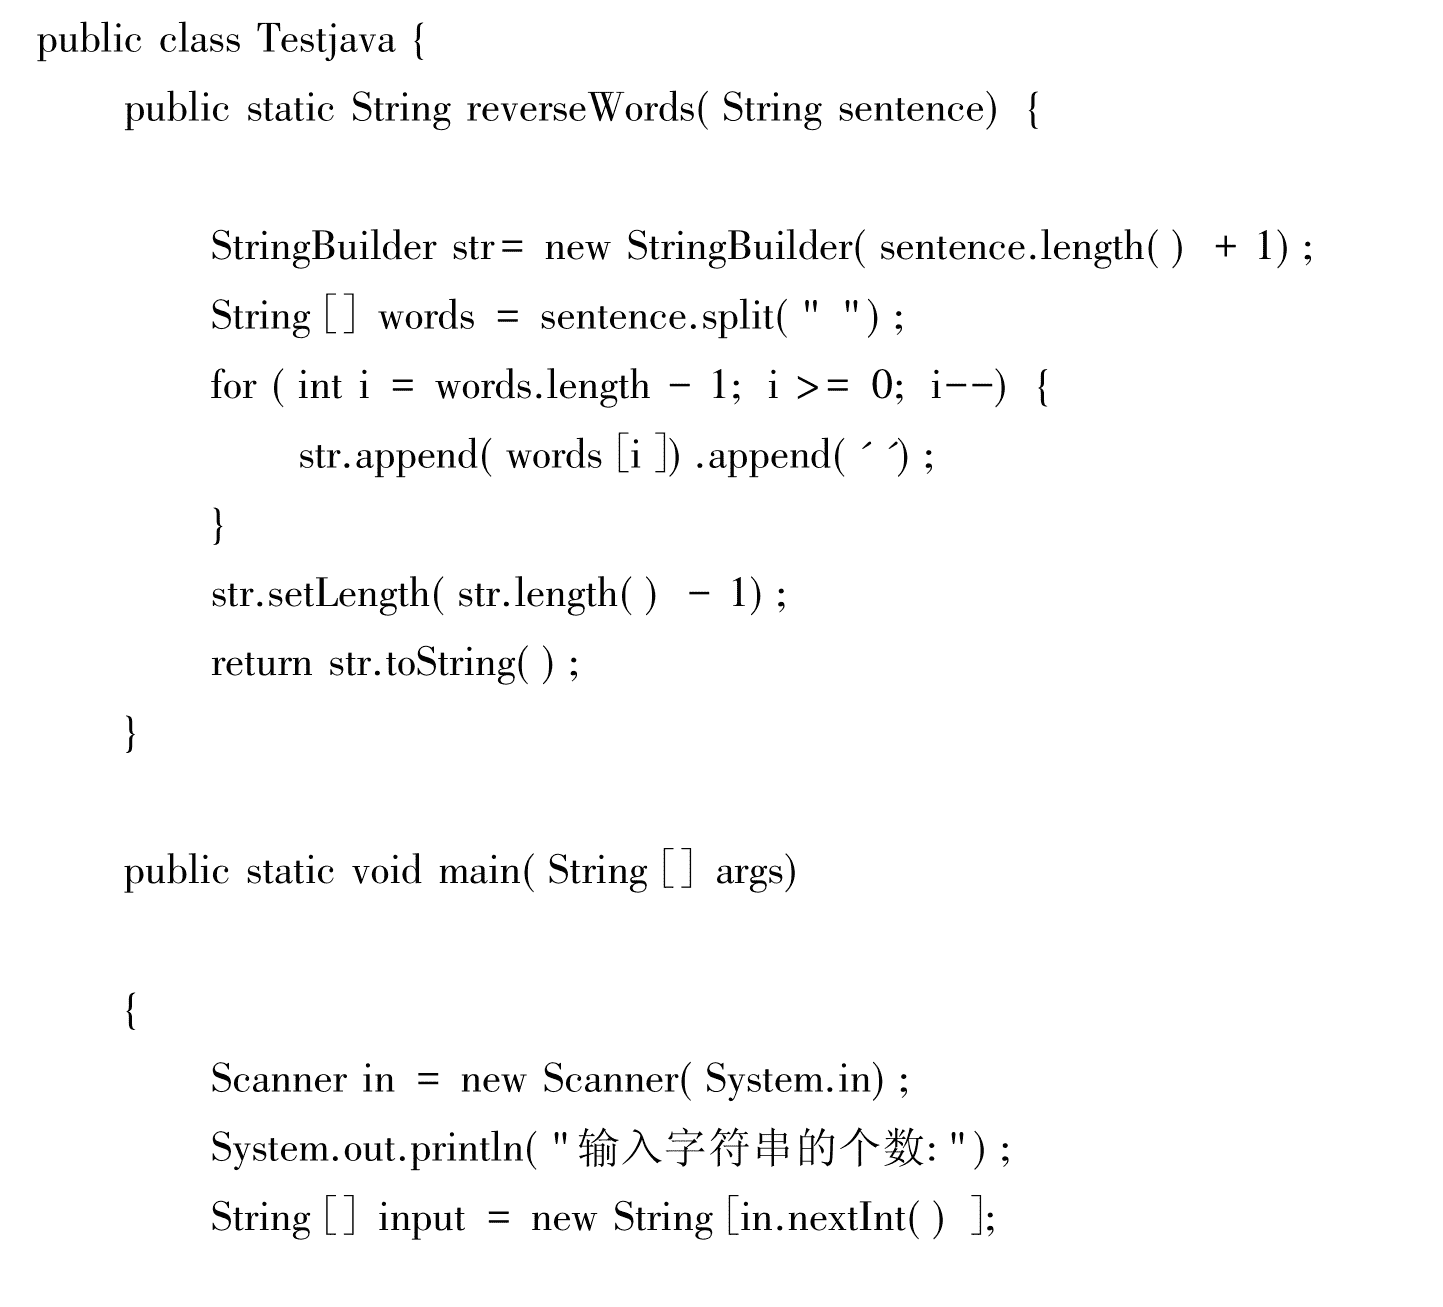 public class Testjava {
public static String reverseWords( String sentence) {
StringBuilder str = new StringBuilder( sentence.length( ) + 1) ;
String [ ] words = sentence.split( " ") ;
for ( int i = words.length - 1; i >= 0; i--) {
str.append( words [i ]) .append( ´ ´) ;
}
str.setLength( str.length( ) - 1) ;
return str.toString( ) ;
}
public static void main( String [ ] args)
{
Scanner in = new Scanner( System.in) ;
System.out.println( "输入字符串的个数: ") ;
String [ ] input = new String [in.nextInt( ) ];